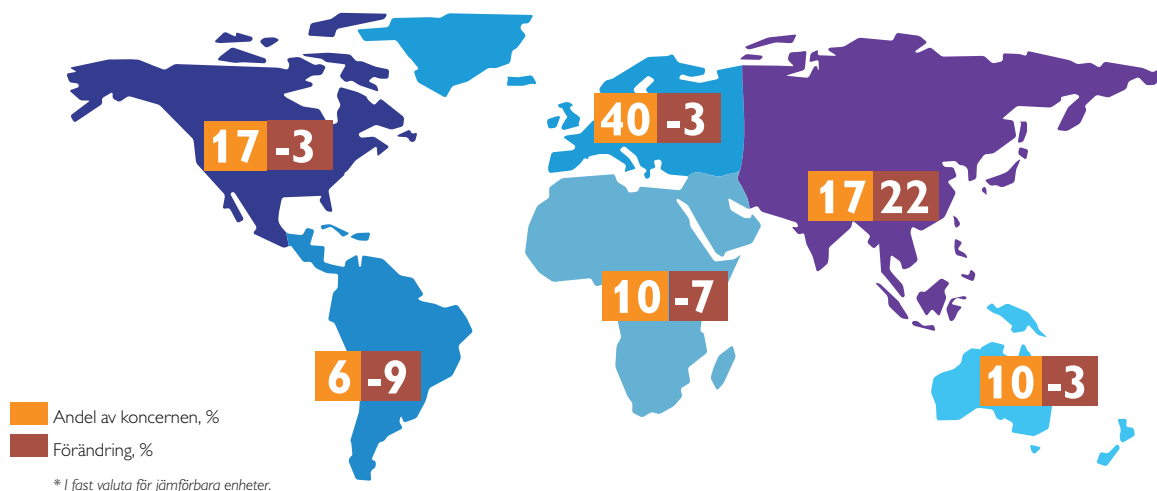 40 -3
17 -3
17 22
10 -7
6 -9
10 -3
Andel av koncernen, %
Förändring, %
* I fast valuta för jämförbara enheter.